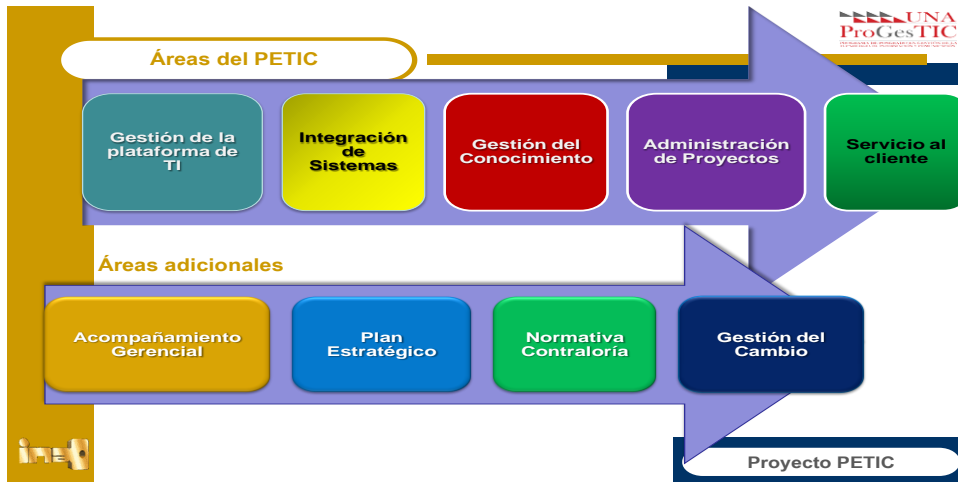 UNA
ProGesTIC
Áreas del PETIC
Gestión de la
plataforma de
TI
Integración
de
Sistemas
Gestión del
Conocimiento
Administración
de Proyectos
Servicio al
cliente
Áreas adicionales
Acompañamiento
Gerencial
Plan
Estratégico
Normativa
Contraloría
Gestión del
Cambio
Proyecto PETIC